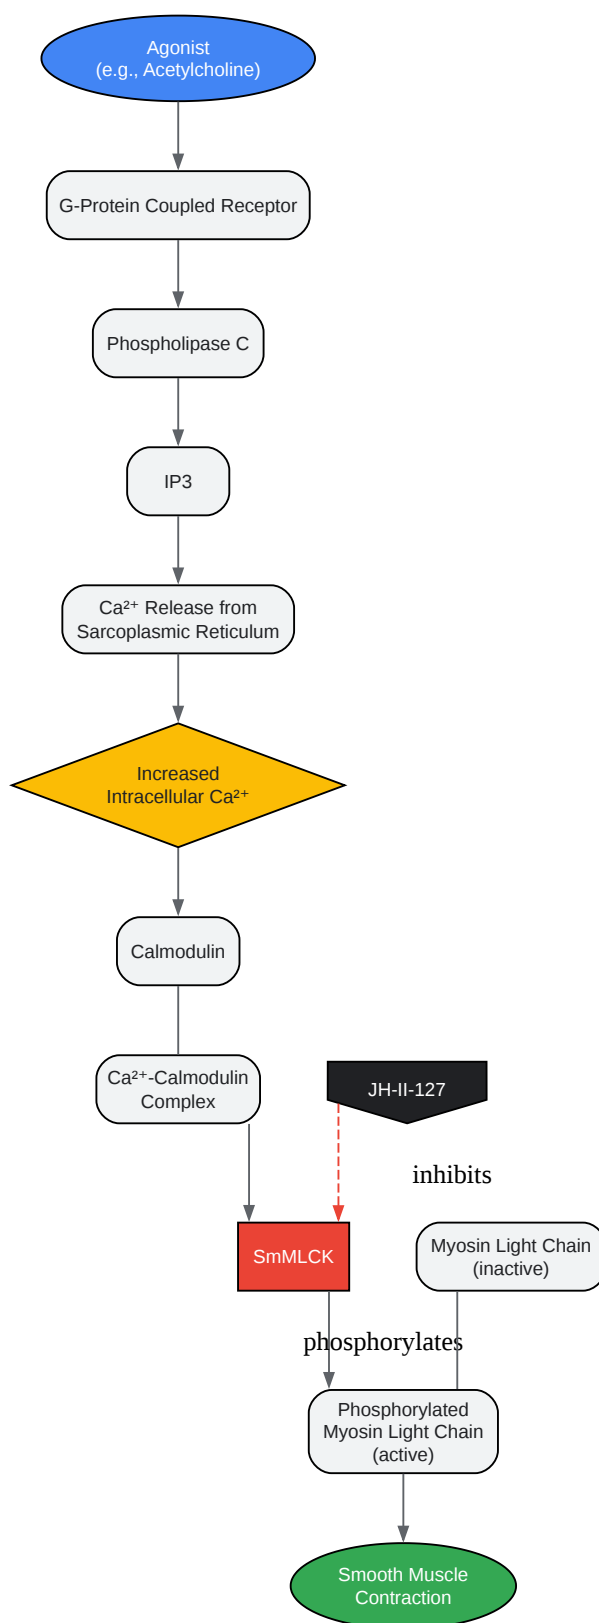 Agonist
(e.g., Acetylcholine)
G-Protein Coupled Receptor
Phospholipase C
IP3
Ca²⁺ Release from
Sarcoplasmic Reticulum
Increased
Intracellular Ca²⁺
Calmodulin
Ca²⁺-Calmodulin
Complex
JH-II-127
inhibits
SmMLCK
Myosin Light Chain
(inactive)
phosphorylates
Phosphorylated
Myosin Light Chain
(active)
Smooth Muscle
Contraction